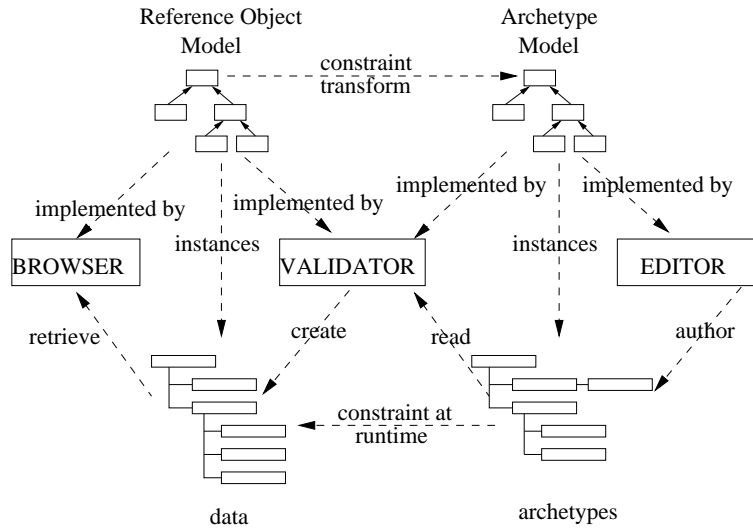 Reference Object
Model
Archetype
Model
constraint
transform
implemented by
implemented by
implemented by
implemented by
instances
instances
BROWSER
VALIDATOR
EDITOR
retrieve
create
read
author
constraint at
runtime
data
archetypes